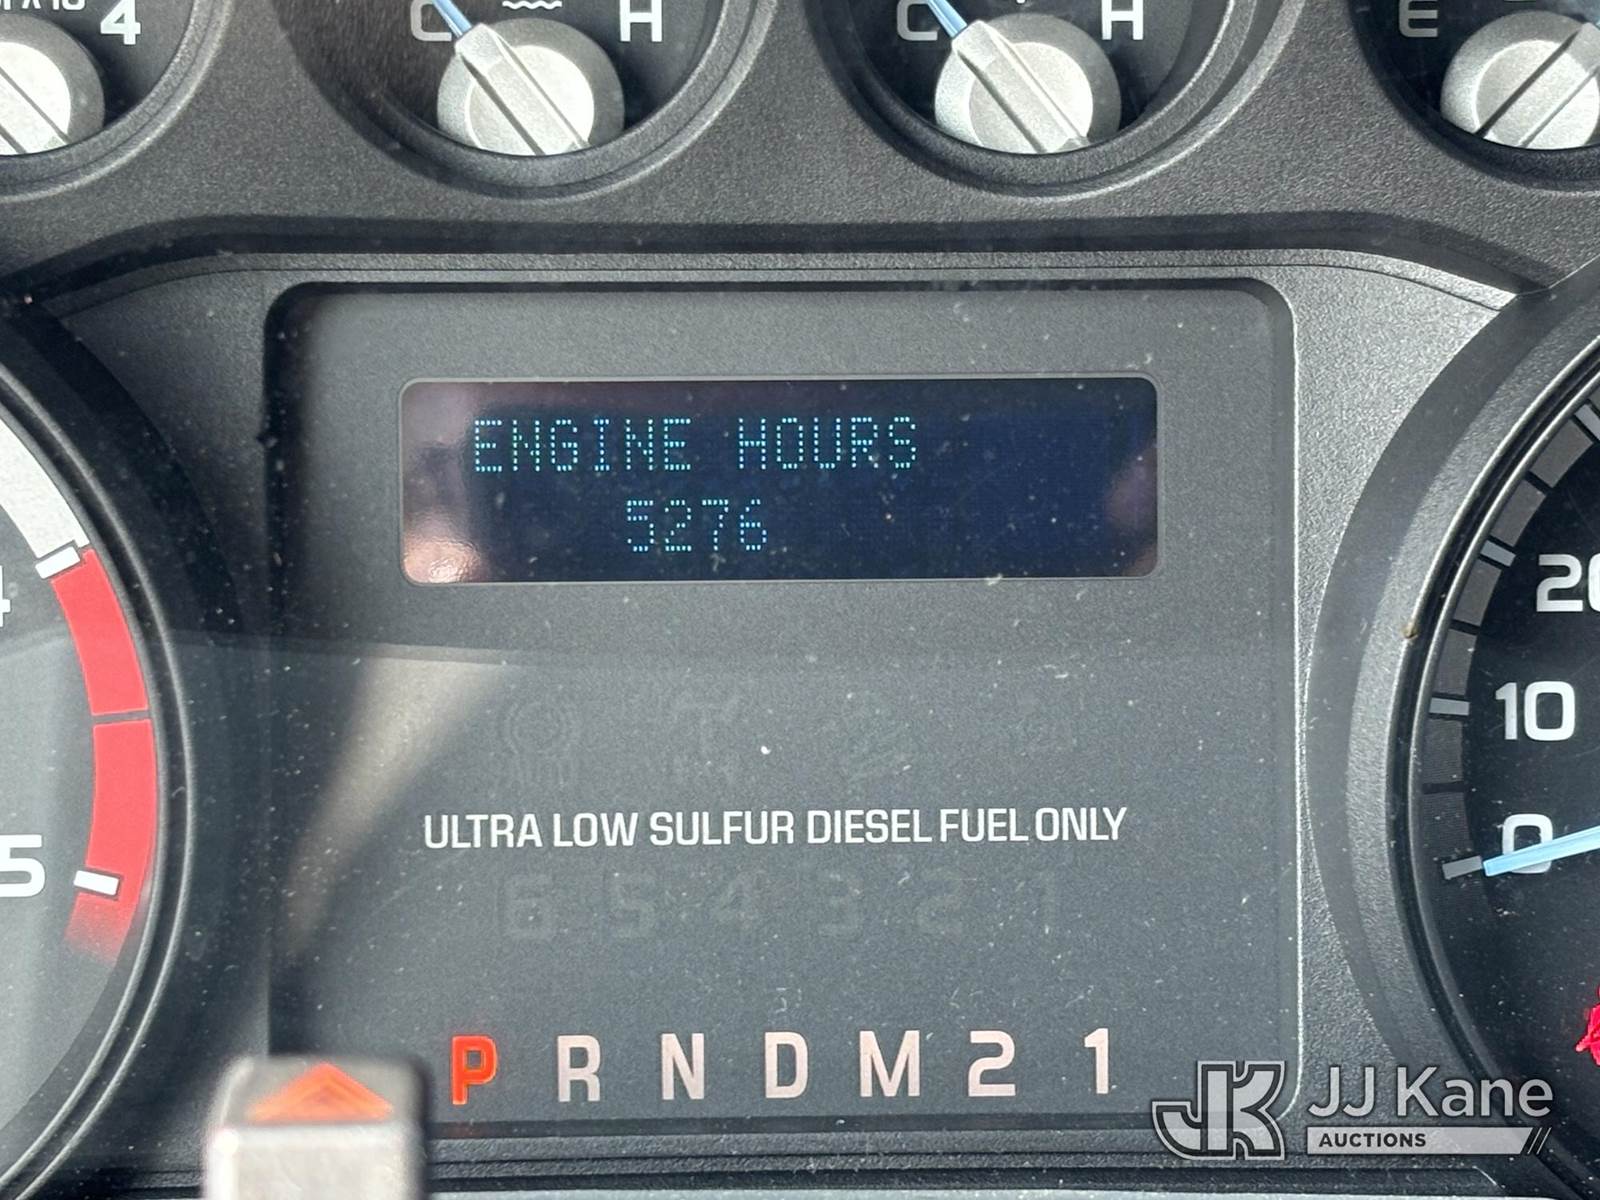 4
C H
C H
E
ENGINE HOURS
5276
4
20
10
ULTRA LOW SULFUR DIESEL FUEL ONLY
0
5
6 5 4 3 2 1
P R N D M 2 1
JK JJ Kane
AUCTIONS